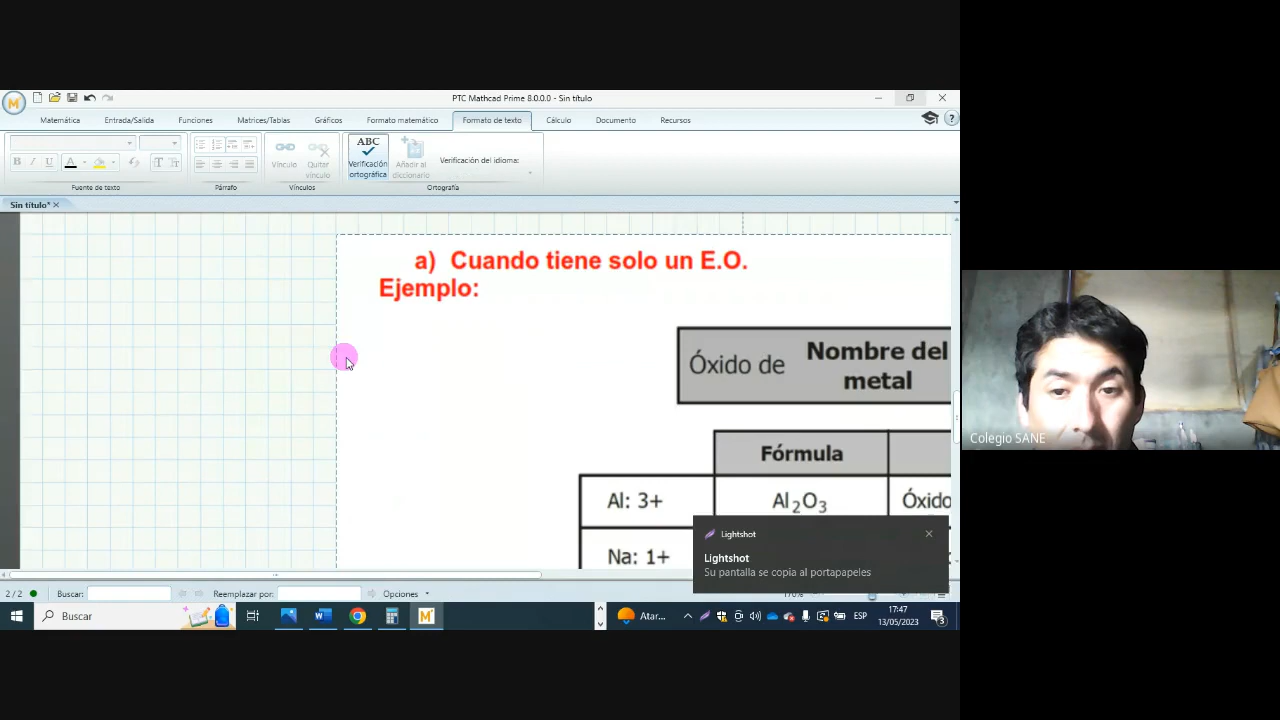 PTC Mathcad Prime 8.0.0.0 - Sin título
Matemática Entrada/Salida Funciones Matrices/Tablas Gráficos Formato matemático Formato de texto Cálculo Documento Recursos
ABC
Verificación ortográfica
Vínculo
Quitar vínculo
Añadir al diccionario
Verificación del idioma:
Fuente de texto Párrafo Vínculos Ortografía
Sin título*
a) Cuando tiene solo un E.O.
Ejemplo:
Óxido de Nombre del
metal
Fórmula
Al: 3+ Al2O3 Óxido
Na: 1+
Lightshot
Lightshot
Su pantalla se copia al portapapeles
Colegio SANE
2/2 Buscar: Reemplazar por: Opciones 170%
Buscar
Atar...
ESP
17:47
13/05/2023
3